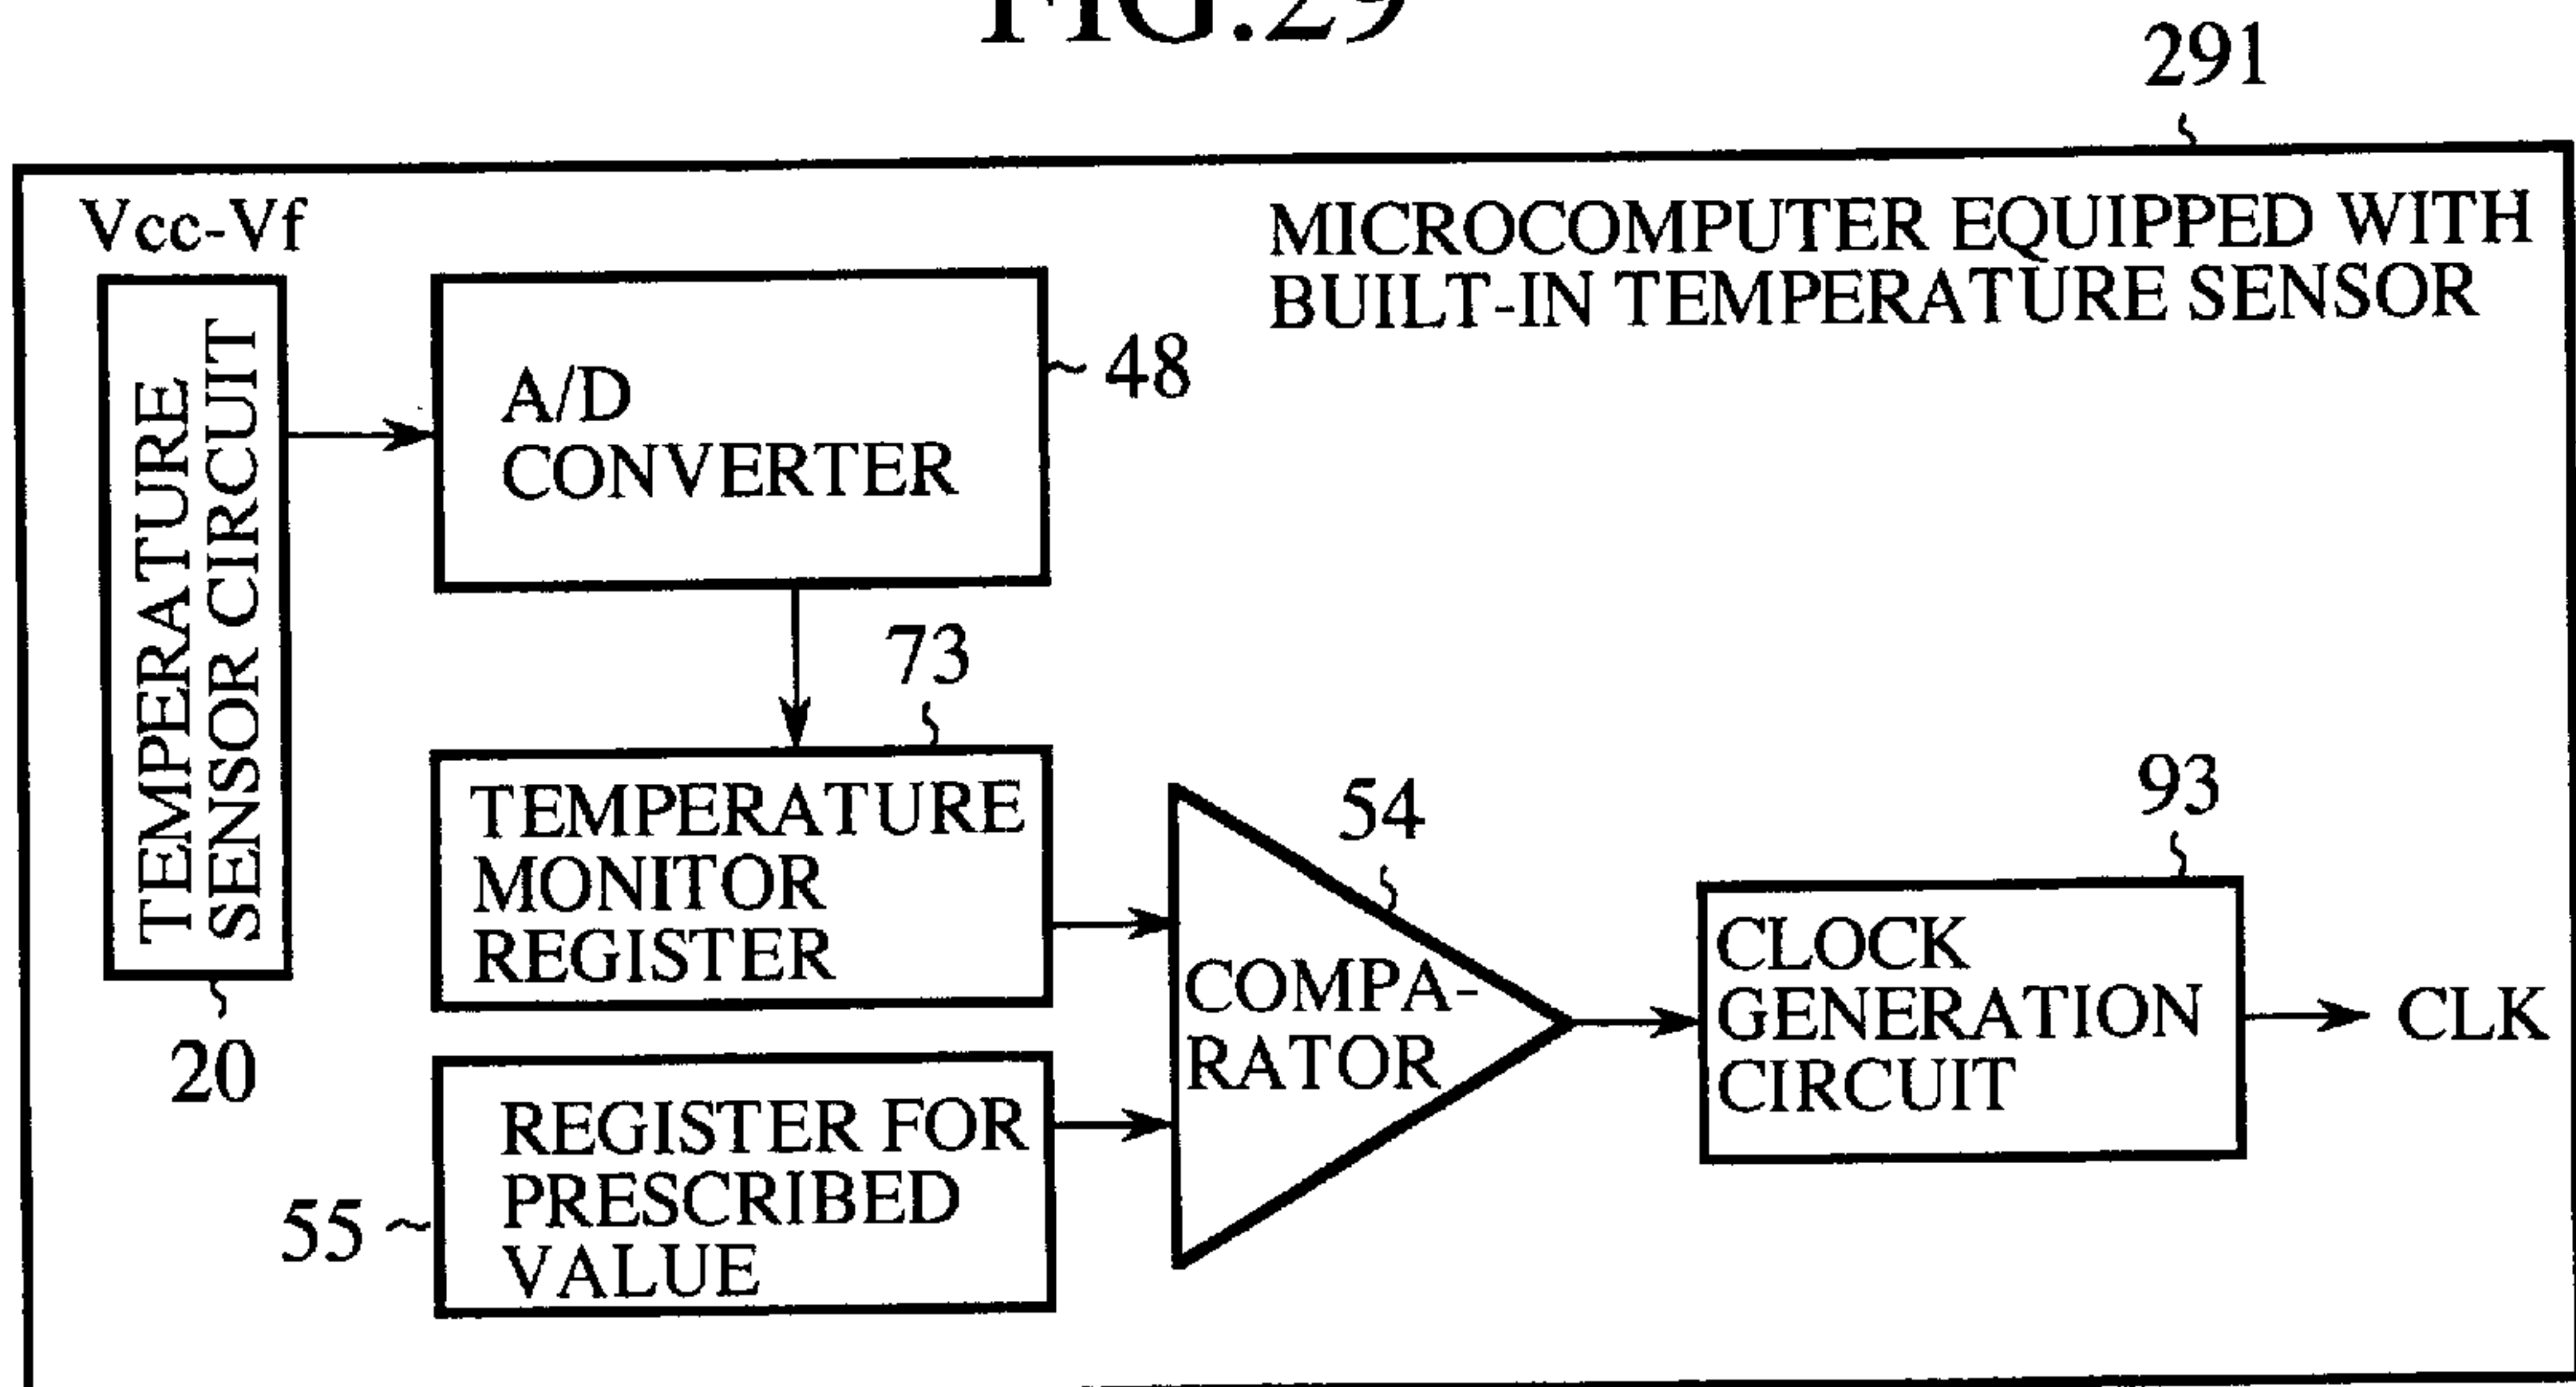 FIG.29
291
Vcc-Vf
MICROCOMPUTER EQUIPPED WITH
BUILT-IN TEMPERATURE SENSOR
TEMPERATURE
SENSOR CIRCUIT
20
A/D
CONVERTER
48
73
TEMPERATURE
MONITOR
REGISTER
55
REGISTER FOR
PRESCRIBED
VALUE
54
COMPA-
RATOR
93
CLOCK
GENERATION
CIRCUIT
CLK